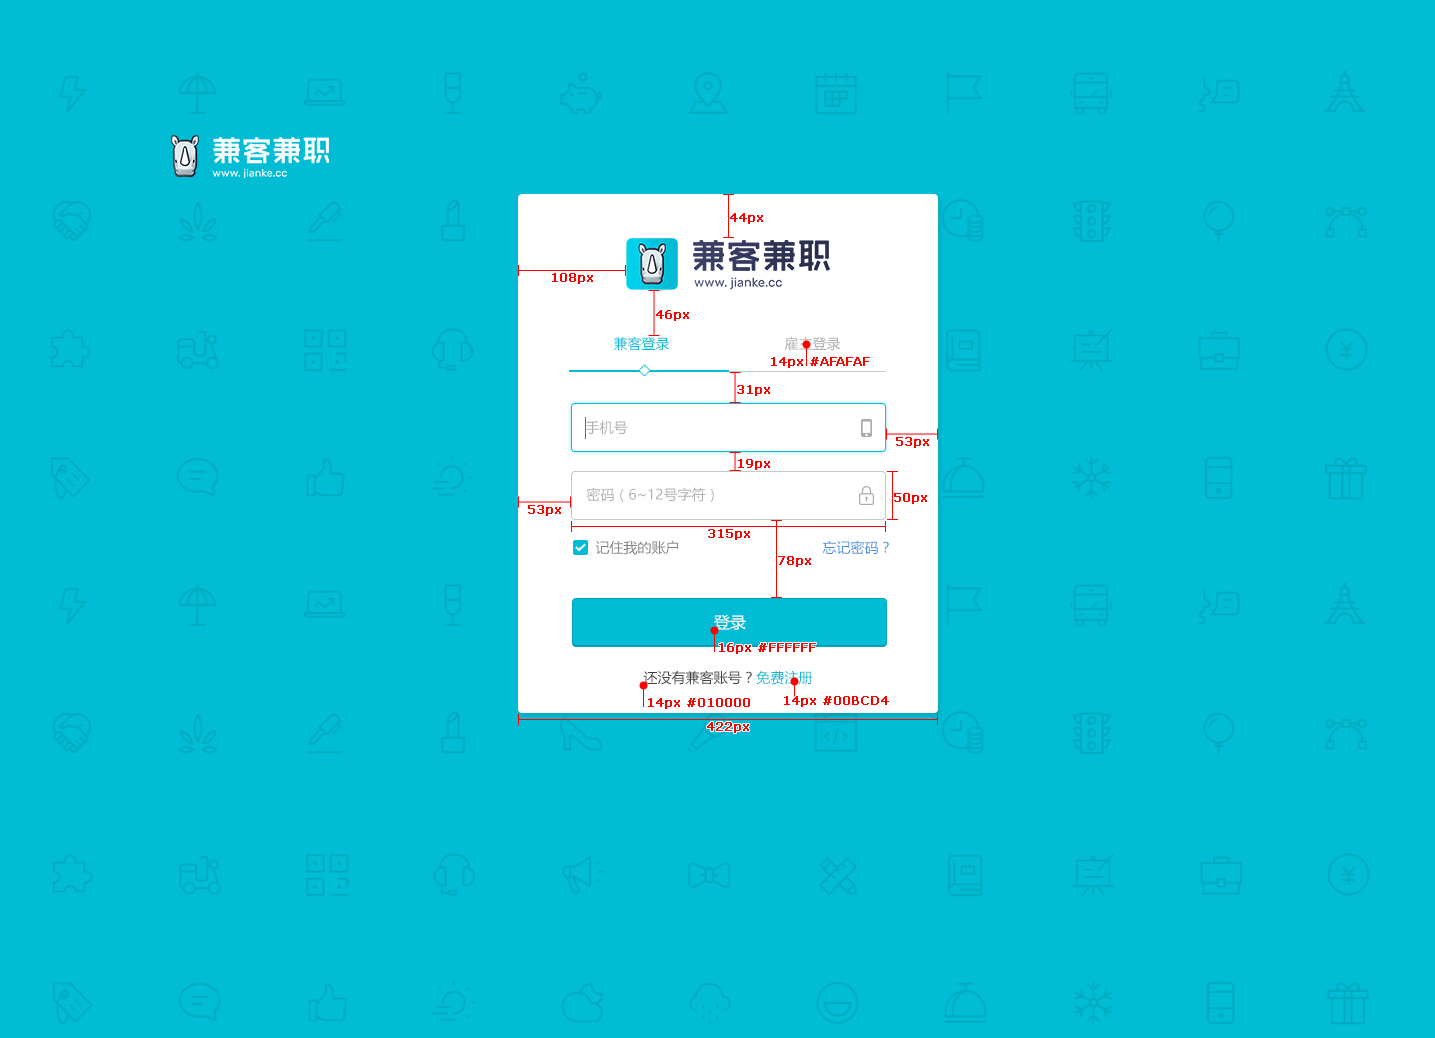 兼客兼职
www.jianke.cc
44px
108px
兼客兼职
www.jianke.cc
46px
兼客登录
雇主登录
14px #AFAFAF
31px
手机号
53px
19px
密码（6~12号字符）
50px
53px
315px
记住我的账户
忘记密码？
78px
登录
16px #FFFFFF
还没有兼客账号？免费注册
14px #010000
14px #00BCD4
422px